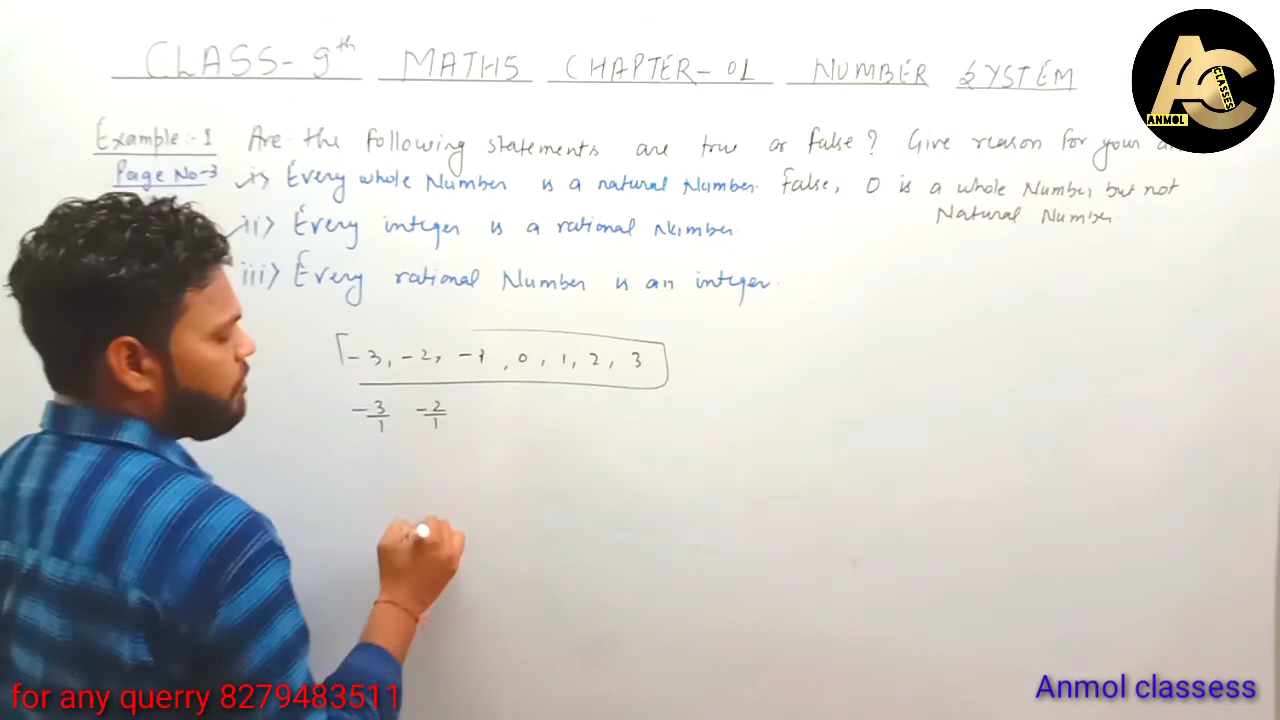 CLASS-9th MATHS CHAPTER-01 NUMBER SYSTEM
AC
CLASSES
ANMOL
Example:-1 Are the following statements are true or false? Give reason for your an
Page No-3 i> Every whole Number is a natural Number. False, 0 is a whole Number but not
Natural Number.
ii> Every integer is a rational Number.
iii> Every rational Number is an integer.
-3, -2, -1, 0, 1, 2, 3
-3/1 -2/1
for any querry 8279483511
Anmol classess